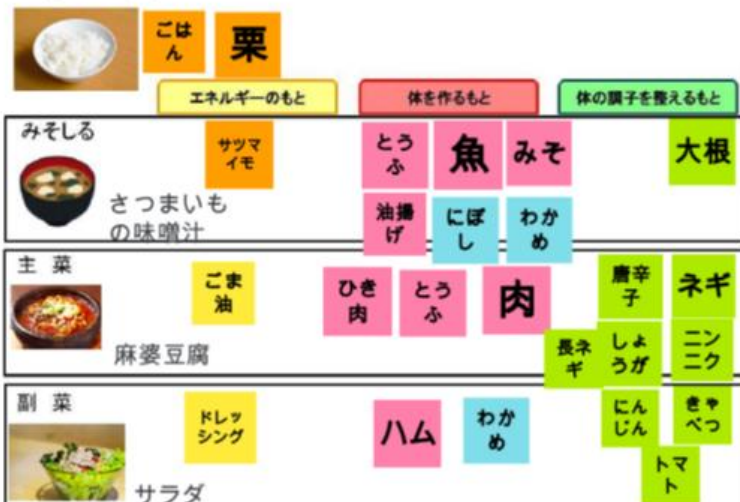 ごは
ん
栗
エネルギーのもと
体を作るもと
体の調子を整えるもと
みそしる
サツマ
イモ
とう
ふ
魚
みそ
大根
さつまいも
の味噌汁
油揚
げ
にぼ
し
わか
め
主 菜
ごま
油
ひき
肉
とう
ふ
肉
唐辛
子
ネギ
麻婆豆腐
長ネ
ギ
しょ
うが
ニン
ニク
副 菜
ドレッ
シング
ハム
わか
め
にん
じん
きゃ
べつ
トマ
ト
サラダ